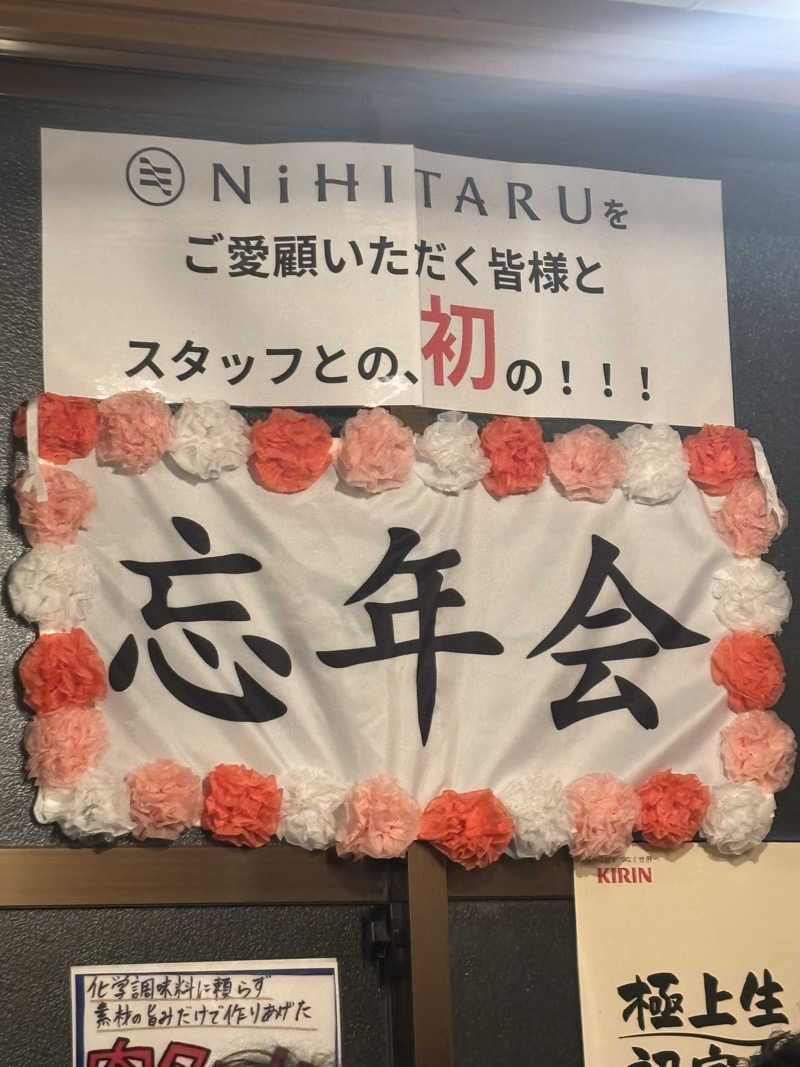 NiHITARUを
ご愛顧いただく皆様と
スタッフとの、初の！！！
忘年会
KIRIN
極上生
化学調味料に頼らず
素材の旨みだけで作りあげた